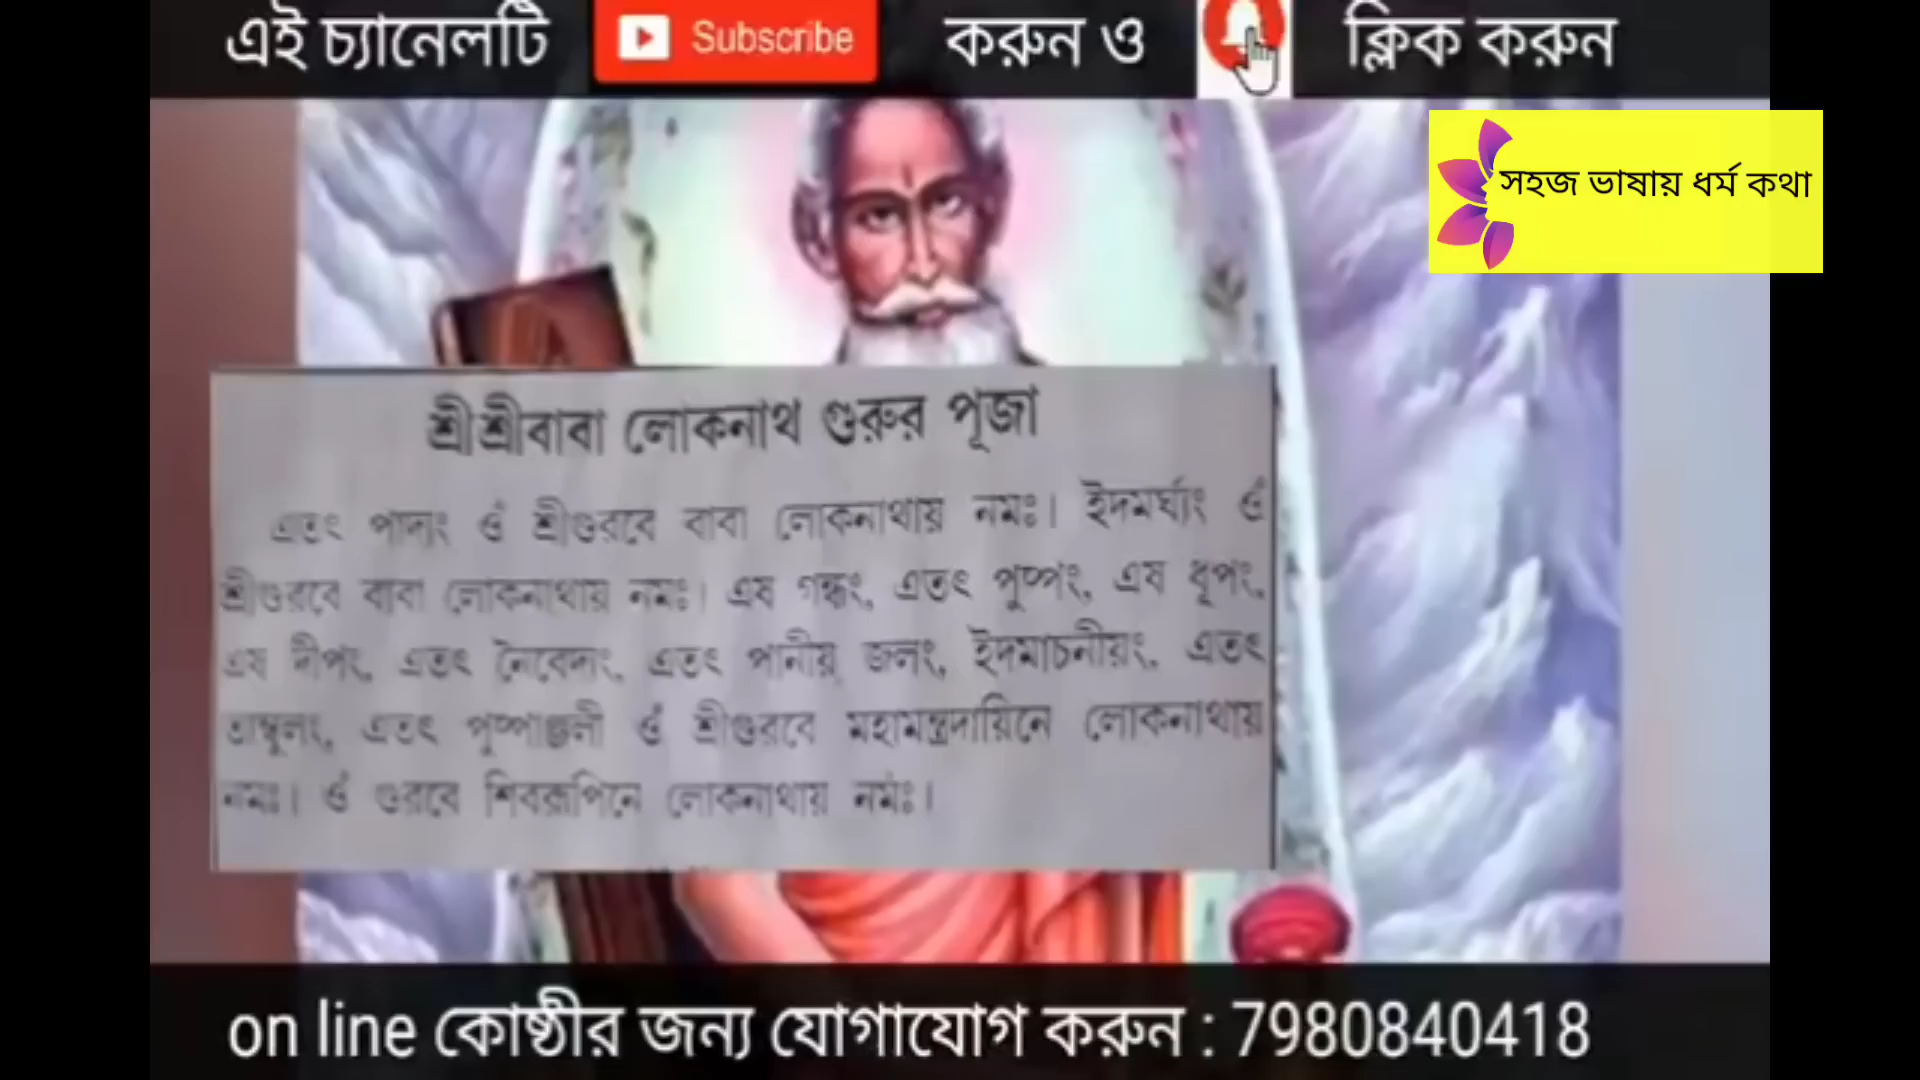 এই চ্যানেলটি Subscribe করুন ও ক্লিক করুন
সহজ ভাষায় ধর্ম কথা
শ্রীশ্রীবাবা লোকনাথ গুরুর পূজা
এতৎ পাদ্যং ওঁ শ্রীগুরবে বাবা লোকনাথায় নমঃ। ইদমর্ঘ্যং ওঁ
শ্রীগুরবে বাবা লোকনাথায় নমঃ। এষ গন্ধং, এতৎ পুষ্পং, এষ ধূপং,
এষ দীপং, এতৎ নৈবেদ্যং, এতৎ পানীয় জলং, ইদমাচনীয়ং, এতৎ
তাম্বুলং, এতৎ পুষ্পাঞ্জলী ওঁ শ্রীগুরবে মহামন্ত্রদায়িনে লোকনাথায়
নমঃ। ওঁ গুরবে শিবরূপিনে লোকনাথায় নমঃ।
on line কোষ্ঠীর জন্য যোগাযোগ করুন : 7980840418